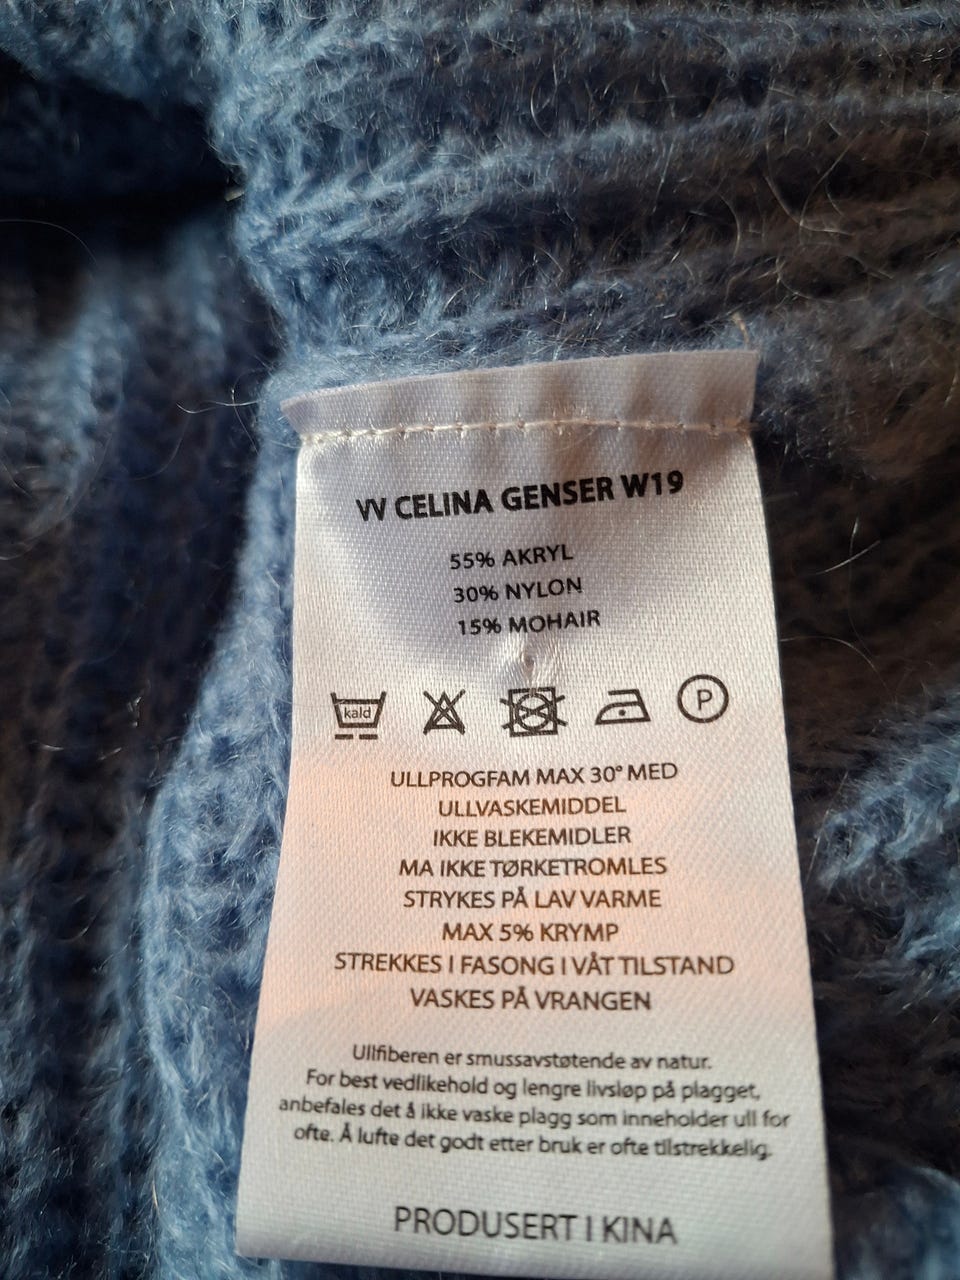 VV CELINA GENSER W19
55% AKRYL
30% NYLON
15% MOHAIR
kald
P
ULLPROGFAM MAX 30° MED
ULLVASKEMIDDEL
IKKE BLEKEMIDLER
MA IKKE TØRKETROMLES
STRYKES PÅ LAV VARME
MAX 5% KRYMP
STREKKES I FASONG I VÅT TILSTAND
VASKES PÅ VRANGEN
Ullfiberen er smussavstøtende av natur.
For best vedlikehold og lengre livsløp på plagget,
anbefales det å ikke vaske plagg som inneholder ull for
ofte. Å lufte det godt etter bruk er ofte tilstrekkelig.
PRODUSERT I KINA